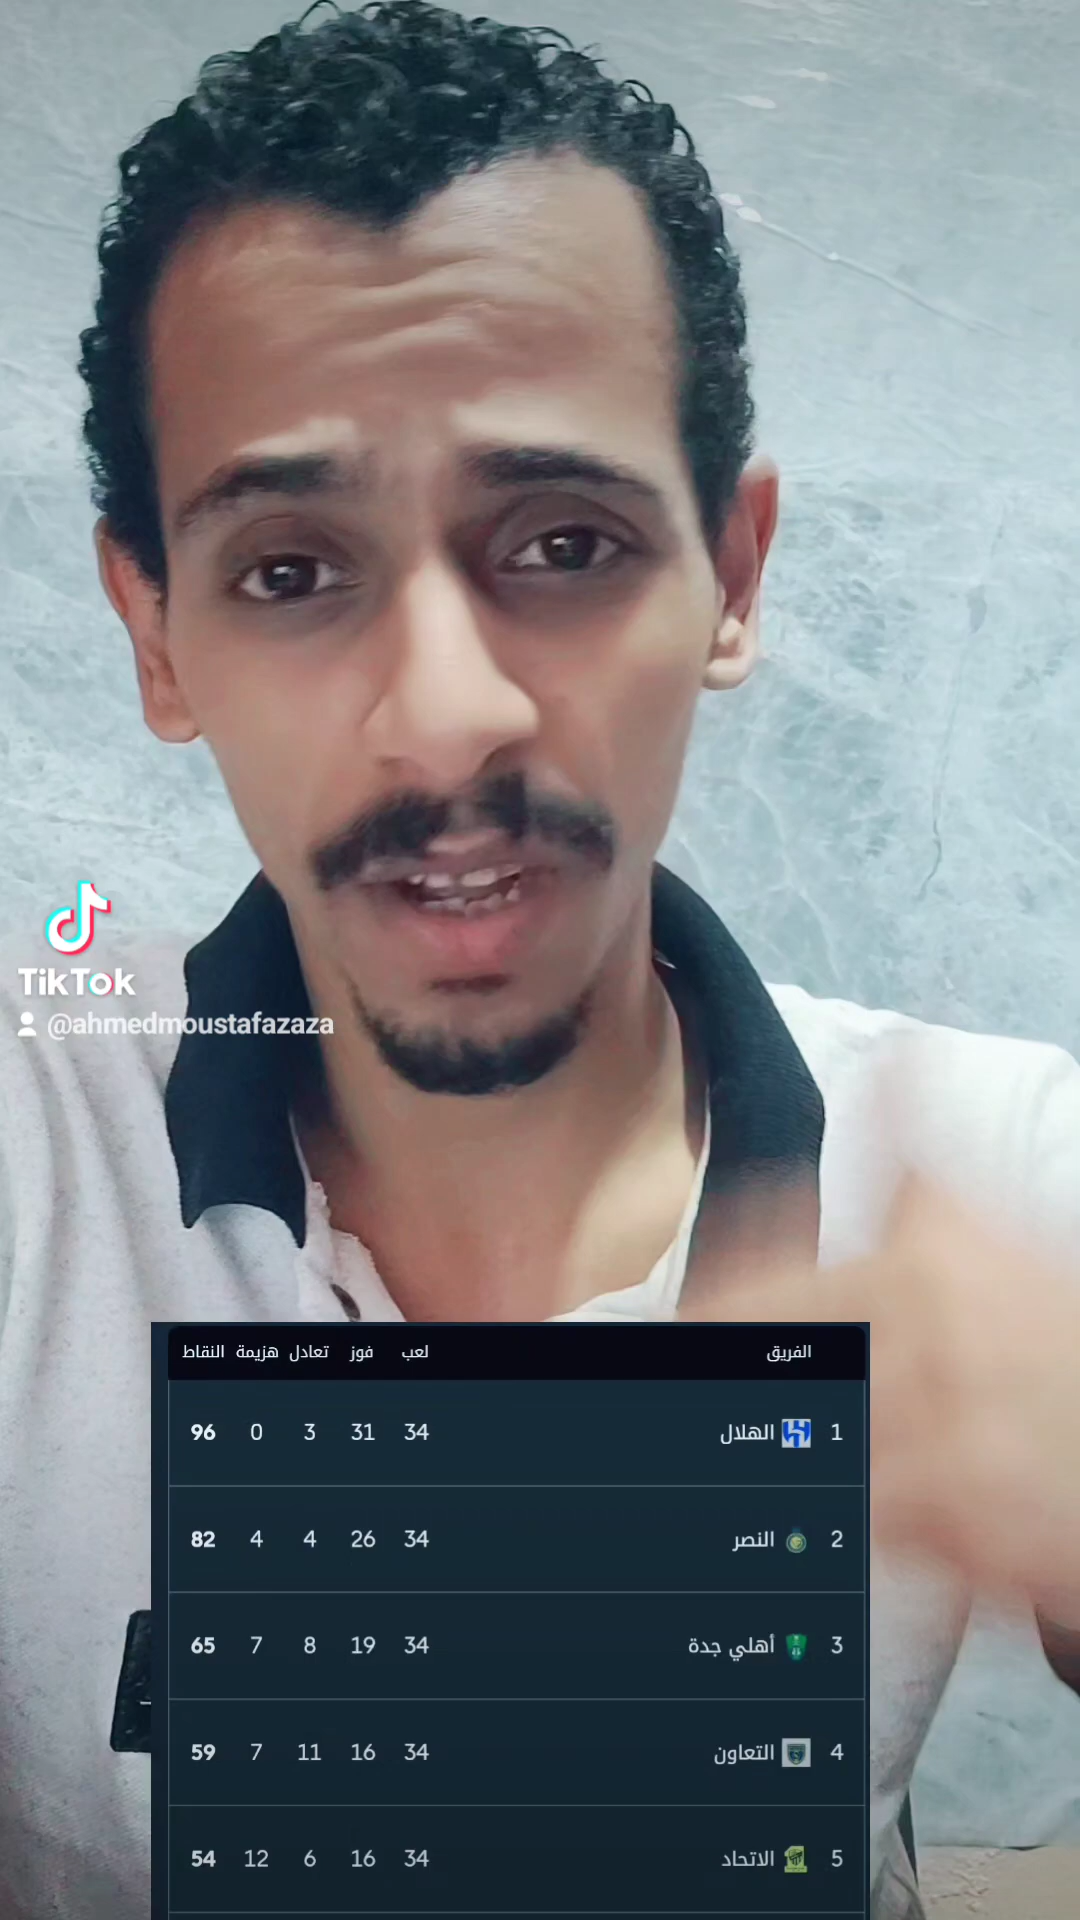 TikTok
@ahmedmoustafazaza
الفريق لعب فوز تعادل هزيمة النقاط
1 الهلال 34 31 3 0 96
2 النصر 34 26 4 4 82
3 أهلي جدة 34 19 8 7 65
4 التعاون 34 16 11 7 59
5 الاتحاد 34 16 6 12 54